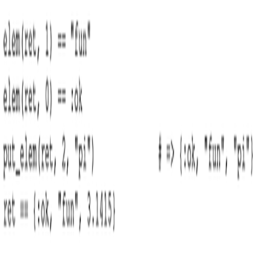 elem(ret, 1) == "fun"
elem(ret, 0) == :ok
put_elem(ret, 2, "pi") # => {:ok, "fun", "pi"}
ret == {:ok, "fun", 3.1415}